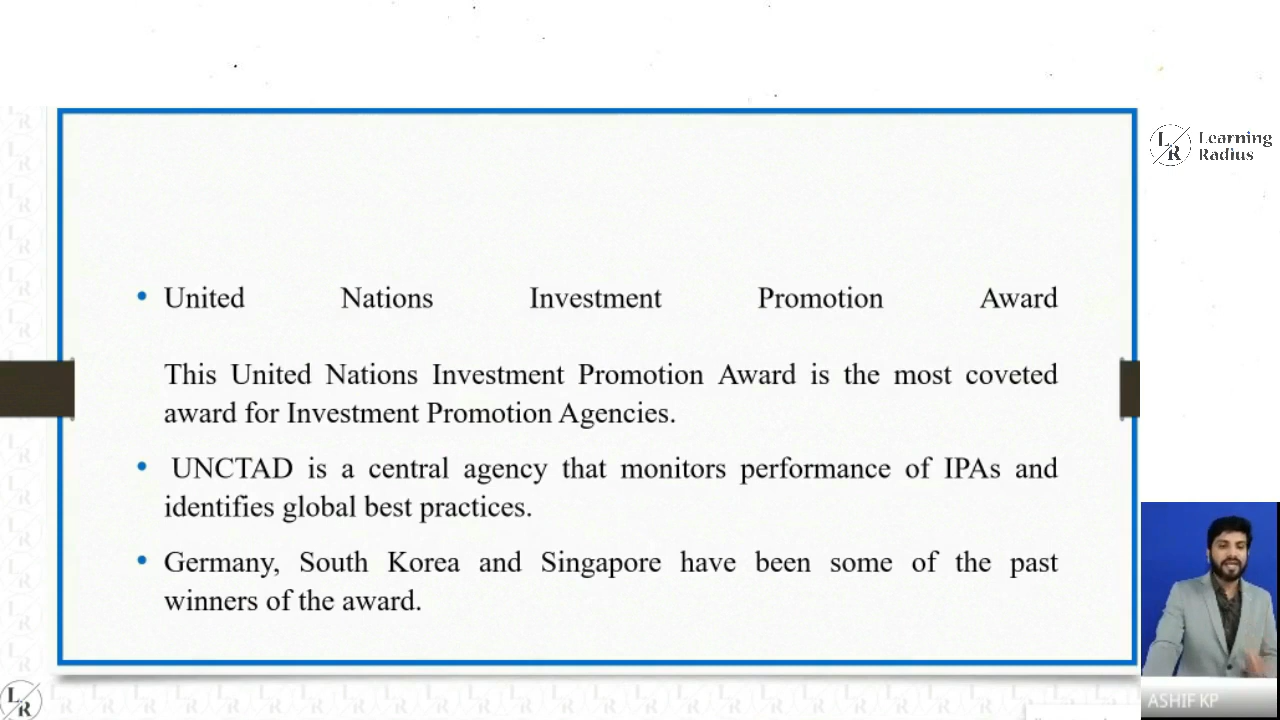 Learning
Radius
United Nations Investment Promotion Award
This United Nations Investment Promotion Award is the most coveted
award for Investment Promotion Agencies.
UNCTAD is a central agency that monitors performance of IPAs and
identifies global best practices.
Germany, South Korea and Singapore have been some of the past
winners of the award.
ASHIF KP
L
R